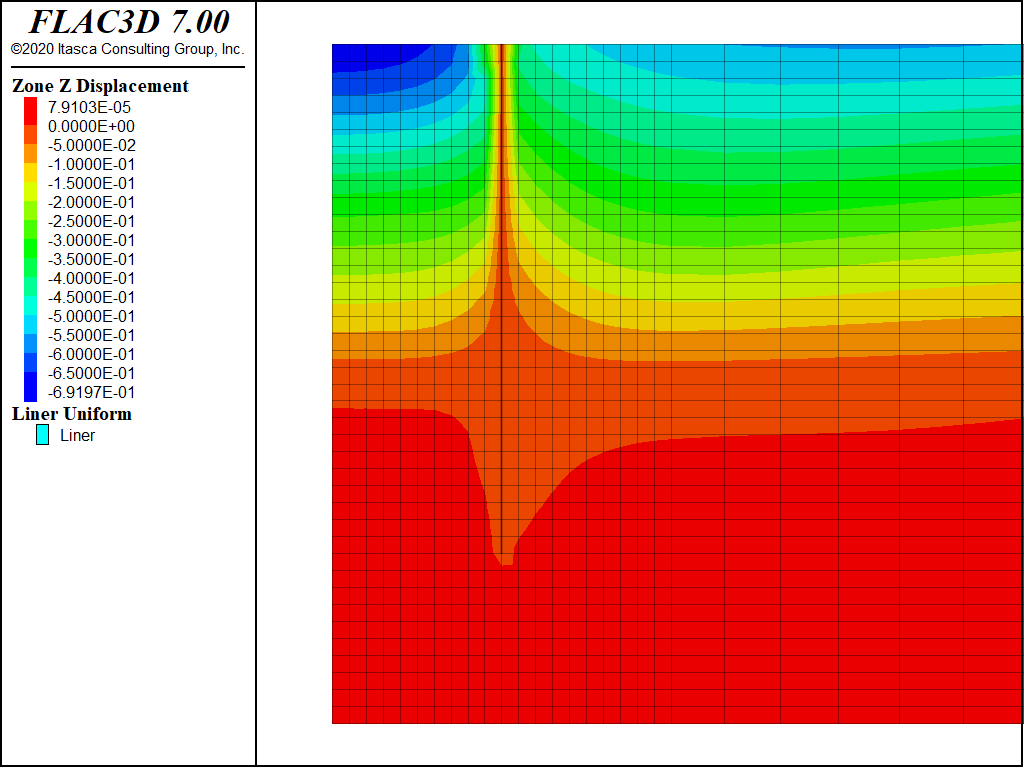 FLAC3D 7.00
©2020 Itasca Consulting Group, Inc.
Zone Z Displacement
7.9103E-05
0.0000E+00
-5.0000E-02
-1.0000E-01
-1.5000E-01
-2.0000E-01
-2.5000E-01
-3.0000E-01
-3.5000E-01
-4.0000E-01
-4.5000E-01
-5.0000E-01
-5.5000E-01
-6.0000E-01
-6.5000E-01
-6.9197E-01
Liner Uniform
Liner